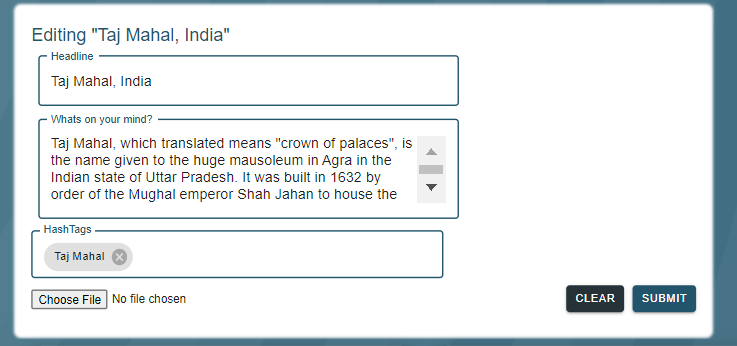 Editing "Taj Mahal, India"
Headline
Taj Mahal, India
Whats on your mind?
Taj Mahal, which translated means "crown of palaces", is
the name given to the huge mausoleum in Agra in the
Indian state of Uttar Pradesh. It was built in 1632 by
order of the Mughal emperor Shah Jahan to house the
HashTags
Taj Mahal
Choose File No file chosen
CLEAR SUBMIT